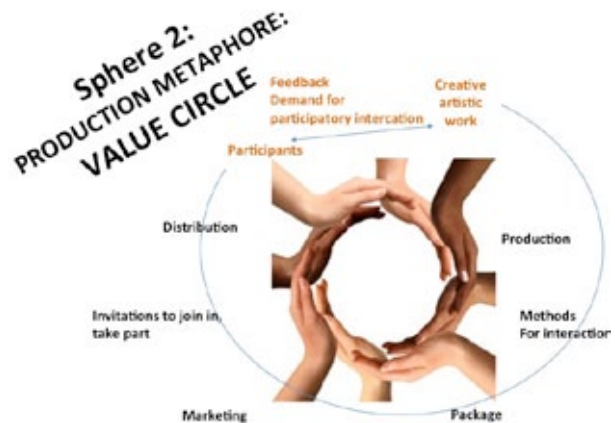 Sphere 2:
PRODUCTION METAPHORE:
VALUE CIRCLE
Feedback
Demand for
participatory intercation
Creative
artistic
work
Participants
Distribution
Production
Invitations to join in,
take part
Methods
For interaction
Marketing
Package